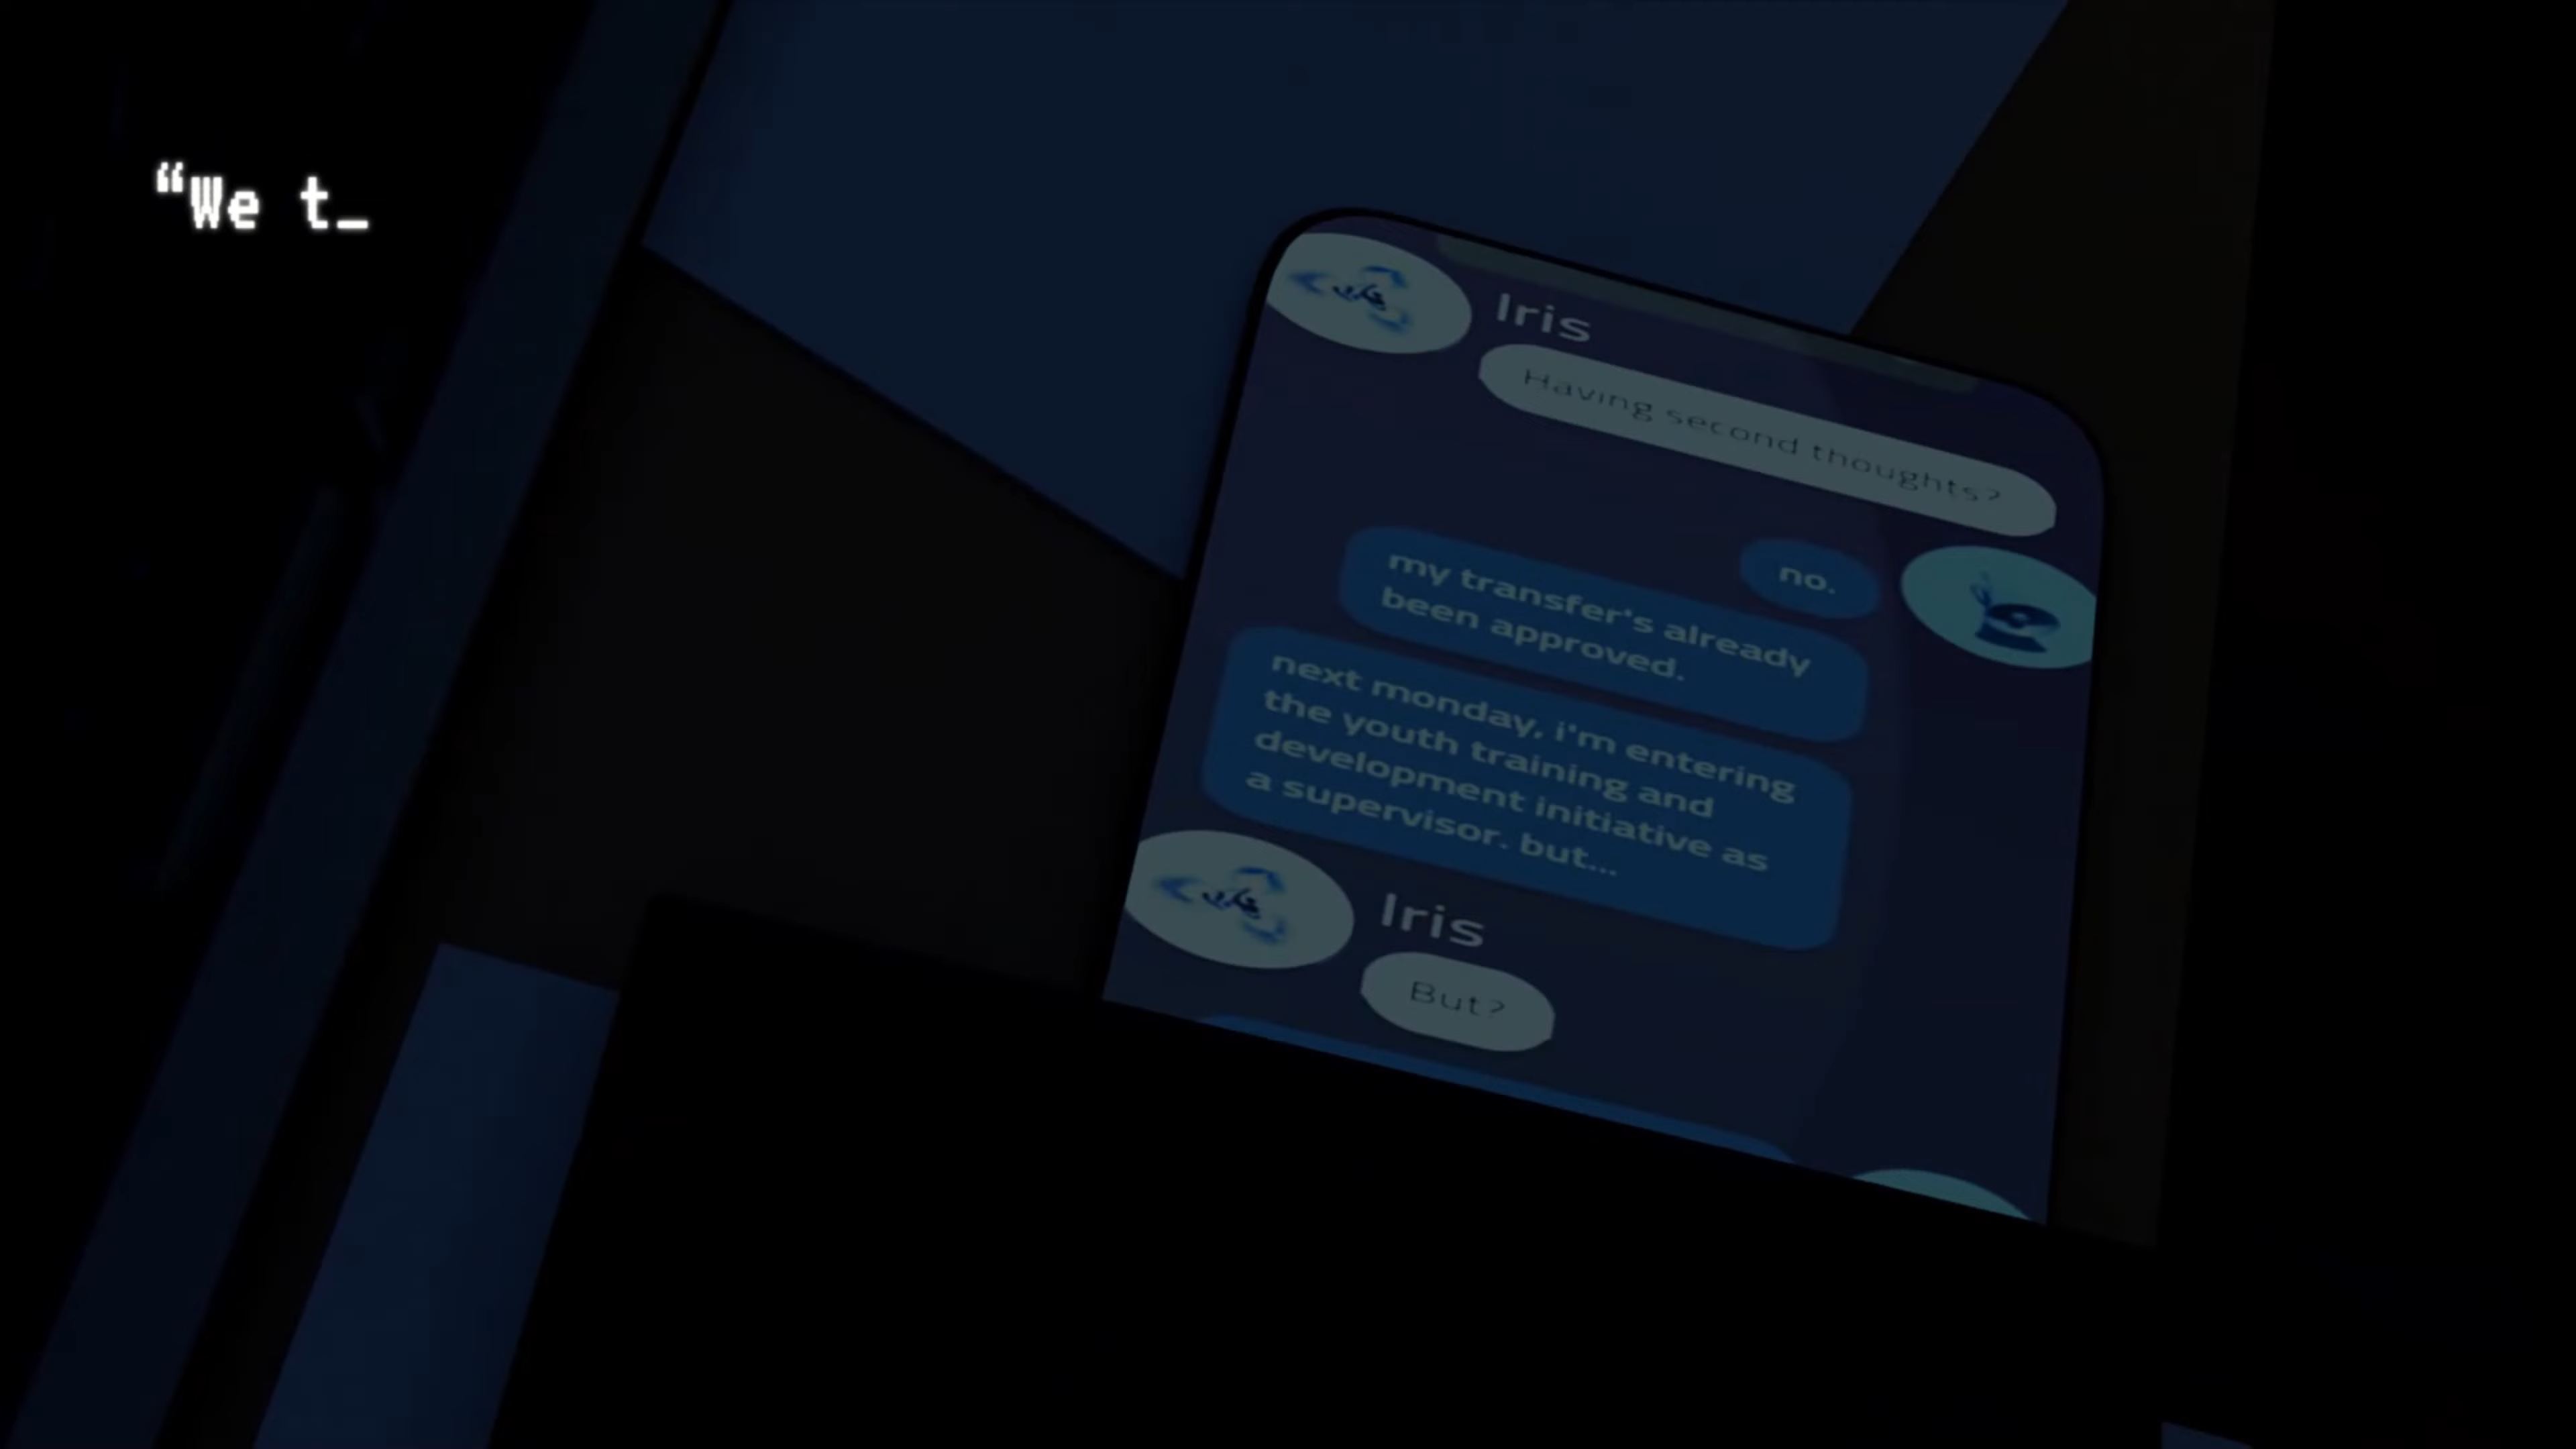 “We t_
Iris
Having second thoughts?
no.
my transfer's already
been approved.
next monday, i'm entering
the youth training and
development initiative as
a supervisor. but...
Iris
But?